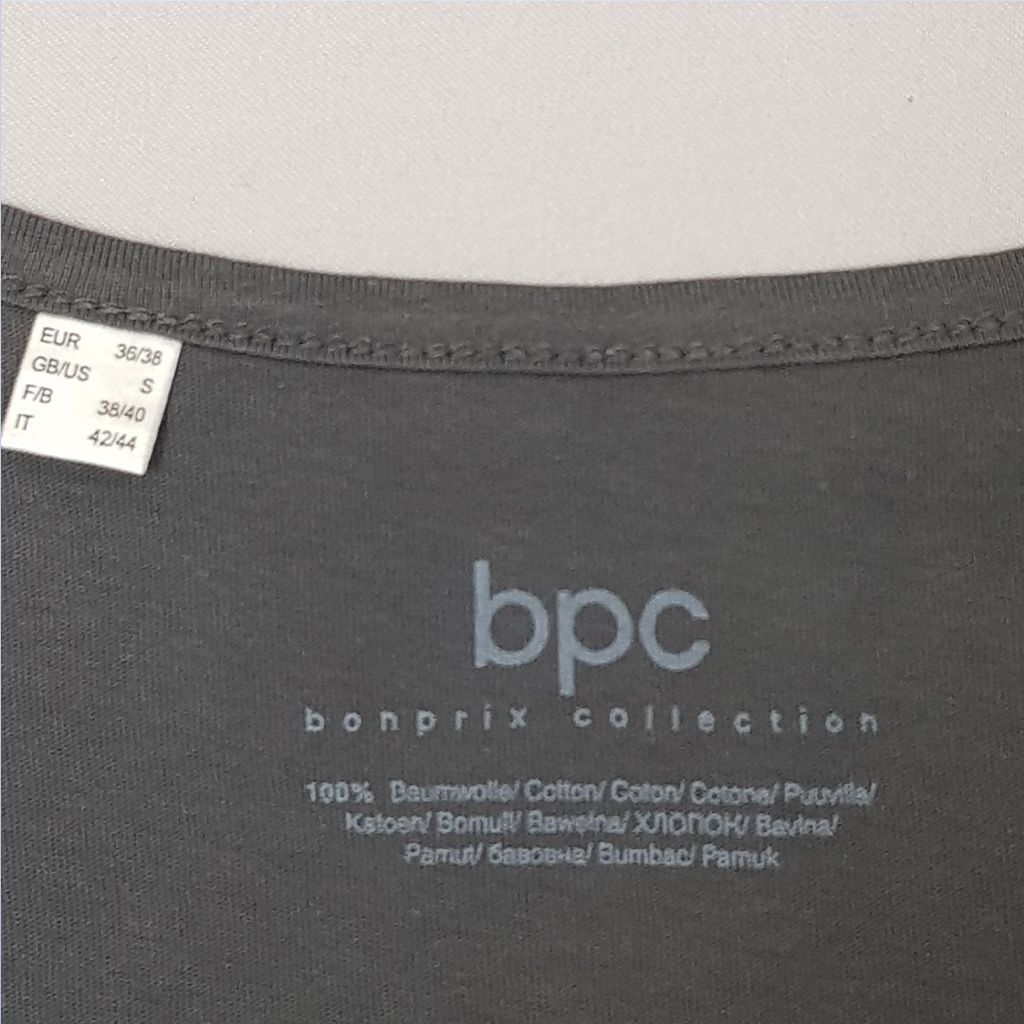 EUR 36/38
GB/US S
F/B 38/40
IT 42/44
bpc
bonprix collection
100% Baumwolle/ Cotton/ Coton/ Cotone/ Puuvilla/
Katoen/ Bomull/ Bawełna/ ХЛОПОК/ Bavlna/
Pamut/ бавовна/ Bumbac/ Pamuk